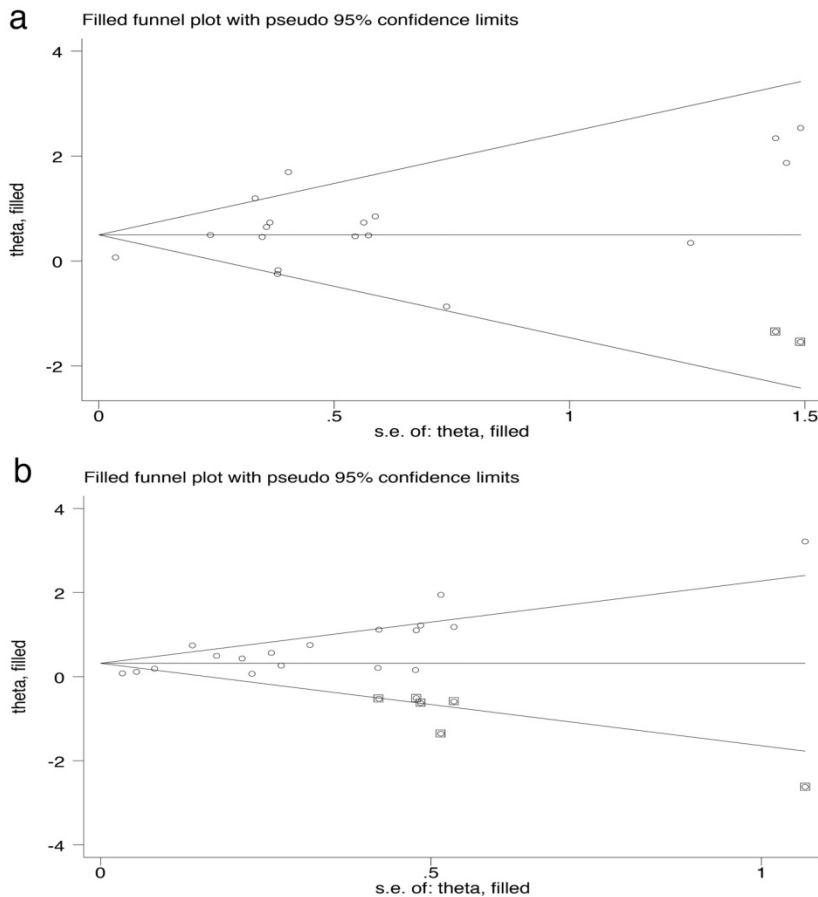 a
Filled funnel plot with pseudo 95% confidence limits
4
2
0
-2
theta, filled
0 .5 1 1.5
s.e. of: theta, filled
b
Filled funnel plot with pseudo 95% confidence limits
4
2
0
-2
-4
theta, filled
0 .5 1
s.e. of: theta, filled